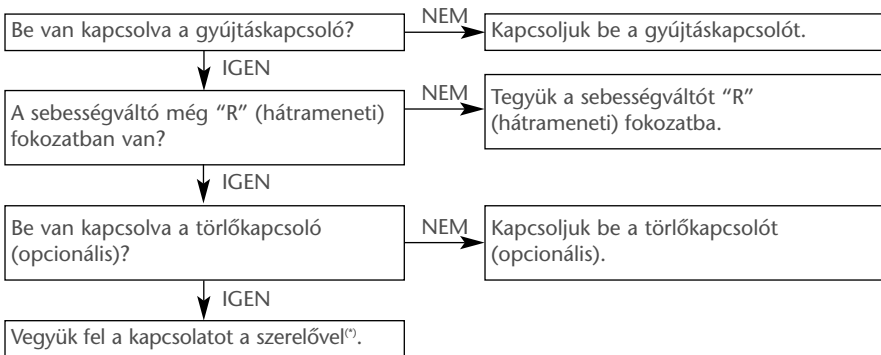 Be van kapcsolva a gyújtáskapcsoló?
NEM
Kapcsoljuk be a gyújtáskapcsolót.
IGEN
A sebességváltó még “R” (hátrameneti)
fokozatban van?
NEM
Tegyük a sebességváltót “R”
(hátrameneti) fokozatba.
IGEN
Be van kapcsolva a törlőkapcsoló
(opcionális)?
NEM
Kapcsoljuk be a törlőkapcsolót
(opcionális).
IGEN
Vegyük fel a kapcsolatot a szerelővel(*).